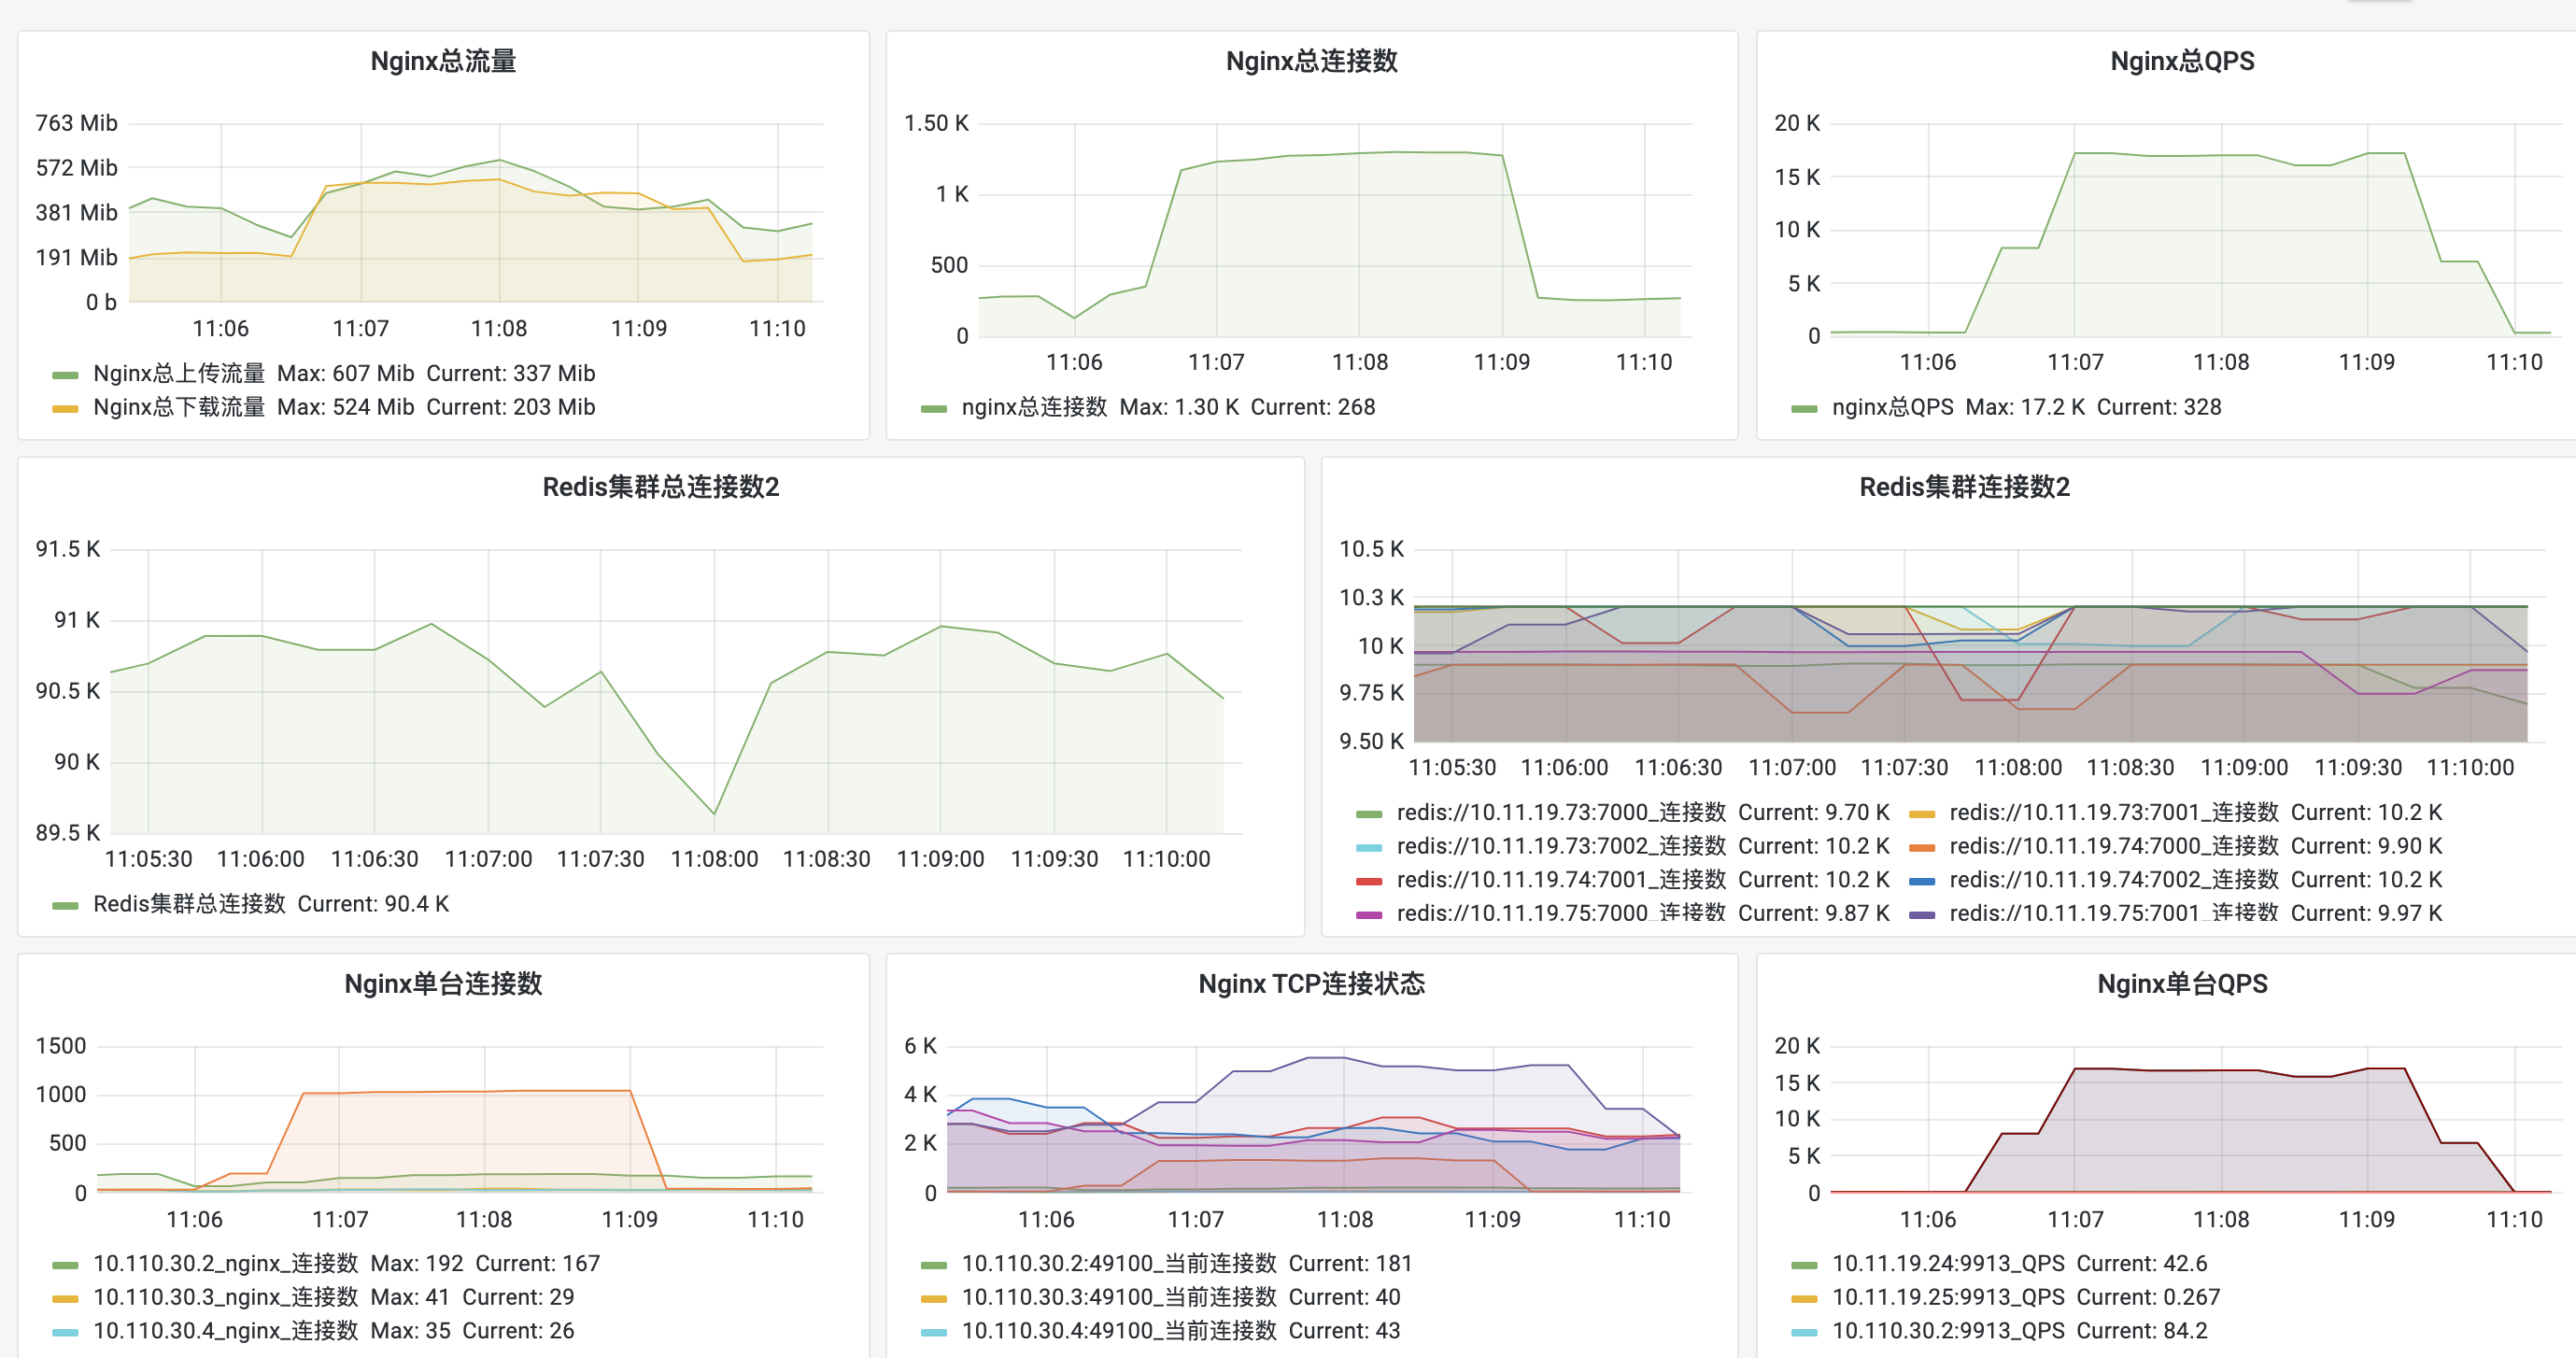 Nginx总流量
763 Mib
572 Mib
381 Mib
191 Mib
0 b
11:06 11:07 11:08 11:09 11:10
Nginx总上传流量 Max: 607 Mib Current: 337 Mib
Nginx总下载流量 Max: 524 Mib Current: 203 Mib
Nginx总连接数
1.50 K
1 K
500
0
11:06 11:07 11:08 11:09 11:10
nginx总连接数 Max: 1.30 K Current: 268
Nginx总QPS
20 K
15 K
10 K
5 K
0
11:06 11:07 11:08 11:09 11:10
nginx总QPS Max: 17.2 K Current: 328
Redis集群总连接数2
91.5 K
91 K
90.5 K
90 K
89.5 K
11:05:30 11:06:00 11:06:30 11:07:00 11:07:30 11:08:00 11:08:30 11:09:00 11:09:30 11:10:00
Redis集群总连接数 Current: 90.4 K
Redis集群连接数2
10.5 K
10.3 K
10 K
9.75 K
9.50 K
11:05:30 11:06:00 11:06:30 11:07:00 11:07:30 11:08:00 11:08:30 11:09:00 11:09:30 11:10:00
redis://10.11.19.73:7000_连接数 Current: 9.70 K redis://10.11.19.73:7001_连接数 Current: 10.2 K
redis://10.11.19.73:7002_连接数 Current: 10.2 K redis://10.11.19.74:7000_连接数 Current: 9.90 K
redis://10.11.19.74:7001_连接数 Current: 10.2 K redis://10.11.19.74:7002_连接数 Current: 10.2 K
redis://10.11.19.75:7000_连接数 Current: 9.87 K redis://10.11.19.75:7001_连接数 Current: 9.97 K
Nginx单台连接数
1500
1000
500
0
11:06 11:07 11:08 11:09 11:10
10.110.30.2_nginx_连接数 Max: 192 Current: 167
10.110.30.3_nginx_连接数 Max: 41 Current: 29
10.110.30.4_nginx_连接数 Max: 35 Current: 26
Nginx TCP连接状态
6 K
4 K
2 K
0
11:06 11:07 11:08 11:09 11:10
10.110.30.2:49100_当前连接数 Current: 181
10.110.30.3:49100_当前连接数 Current: 40
10.110.30.4:49100_当前连接数 Current: 43
Nginx单台QPS
20 K
15 K
10 K
5 K
0
11:06 11:07 11:08 11:09 11:10
10.11.19.24:9913_QPS Current: 42.6
10.11.19.25:9913_QPS Current: 0.267
10.110.30.2:9913_QPS Current: 84.2